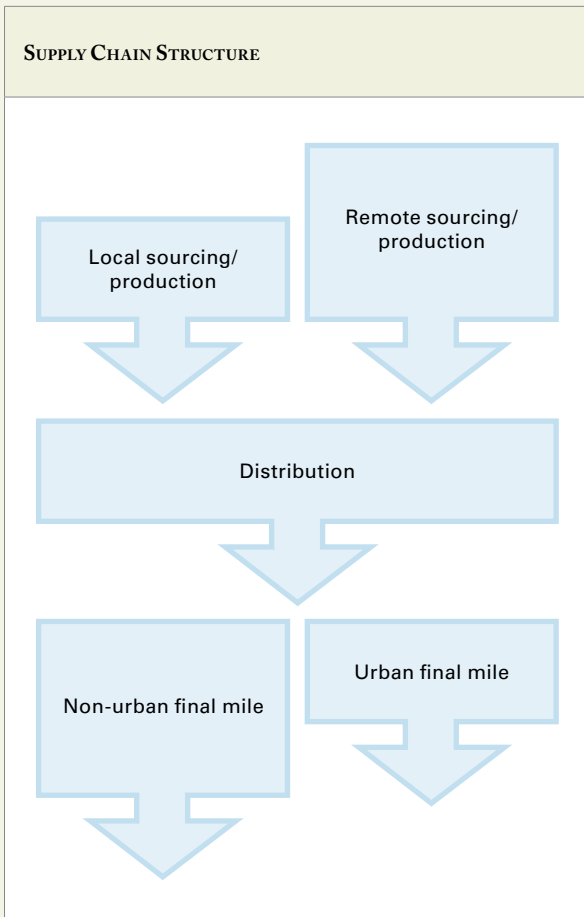 Supply Chain Structure
Local sourcing/
production
Remote sourcing/
production
Distribution
Non-urban final mile
Urban final mile